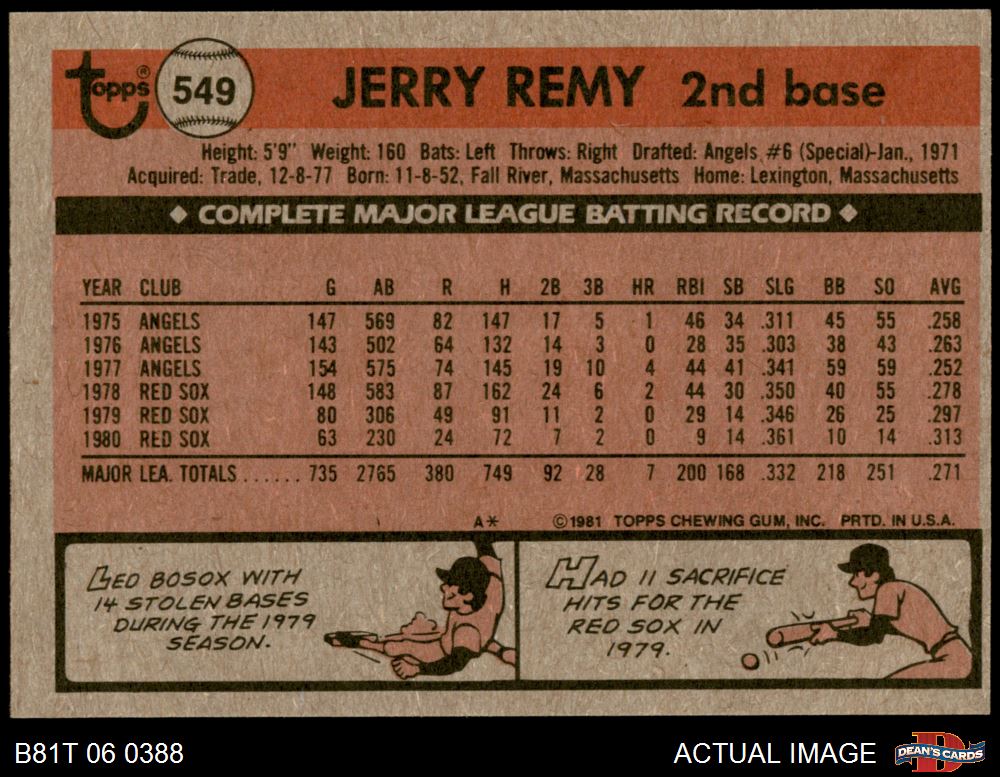 topps® 549 JERRY REMY 2nd base
Height: 5'9" Weight: 160 Bats: Left Throws: Right Drafted: Angels #6 (Special)-Jan., 1971
Acquired: Trade, 12-8-77 Born: 11-8-52, Fall River, Massachusetts Home: Lexington, Massachusetts
◆ COMPLETE MAJOR LEAGUE BATTING RECORD ◆
YEAR CLUB G AB R H 2B 3B HR RBI SB SLG BB SO AVG
1975 ANGELS 147 569 82 147 17 5 1 46 34 .311 45 55 .258
1976 ANGELS 143 502 64 132 14 3 0 28 35 .303 38 43 .263
1977 ANGELS 154 575 74 145 19 10 4 44 41 .341 59 59 .252
1978 RED SOX 148 583 87 162 24 6 2 44 30 .350 40 55 .278
1979 RED SOX 80 306 49 91 11 2 0 29 14 .346 26 25 .297
1980 RED SOX 63 230 24 72 7 2 0 9 14 .361 10 14 .313
MAJOR LEA. TOTALS ...... 735 2765 380 749 92 28 7 200 168 .332 218 251 .271
A* ©1981 TOPPS CHEWING GUM, INC. PRTD. IN U.S.A.
LED BOSOX WITH
14 STOLEN BASES
DURING THE 1979
SEASON.
HAD 11 SACRIFICE
HITS FOR THE
RED SOX IN
1979.
B81T 06 0388 ACTUAL IMAGE D DEAN'S CARDS